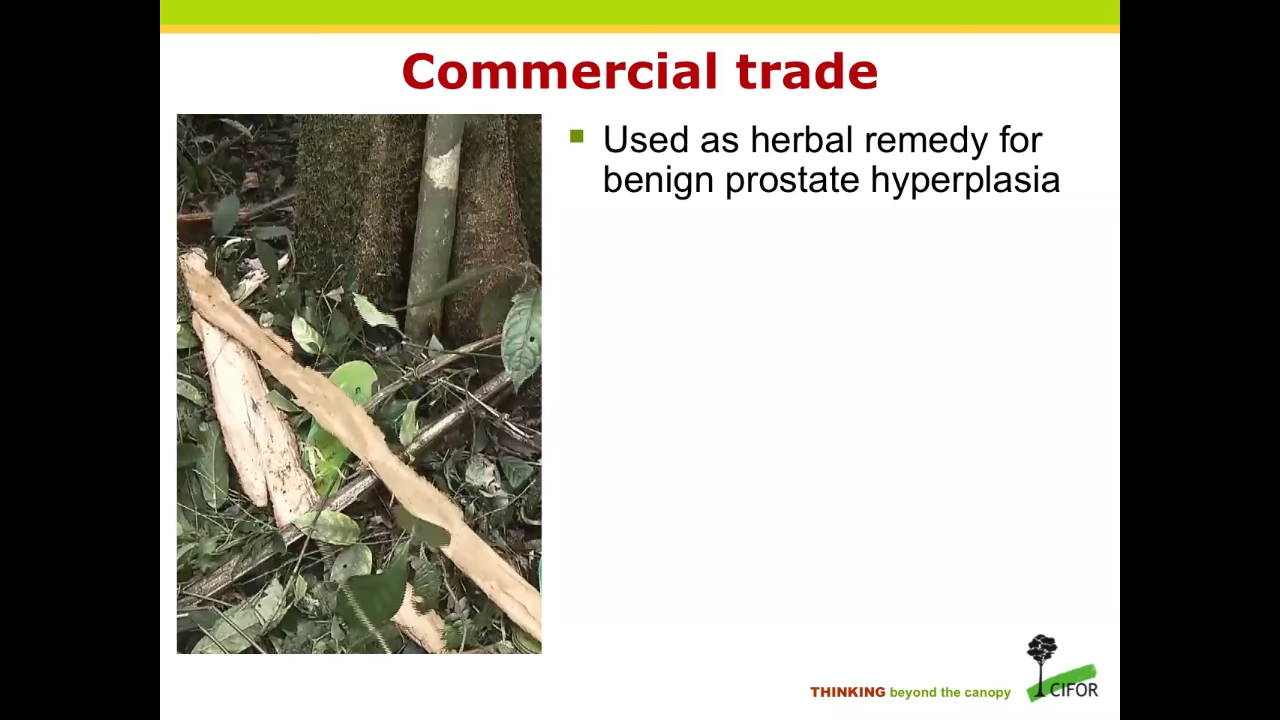 Commercial trade
Used as herbal remedy for
benign prostate hyperplasia
THINKING beyond the canopy
CIFOR